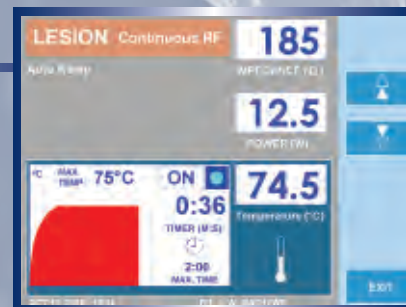 LESION Continuous RF
185
Auto Ramp
IMPEDANCE (Ω)
12.5
POWER (W)
°C MAX. TEMP. 75°C
ON
74.5
0:36
Temperature (°C)
TIMER (M:S)
2:00
MAX. TIME
EXIT